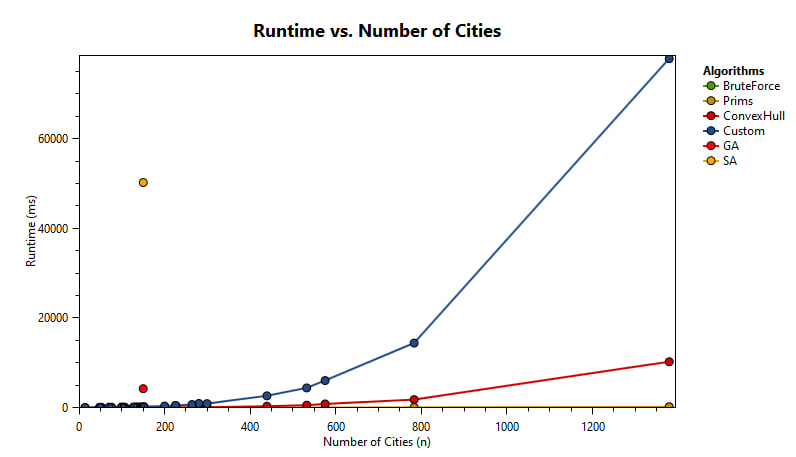 Runtime vs. Number of Cities
Algorithms
BruteForce
Prims
ConvexHull
Custom
GA
SA
Runtime (ms)
60000
40000
20000
0
0 200 400 600 800 1000 1200
Number of Cities (n)